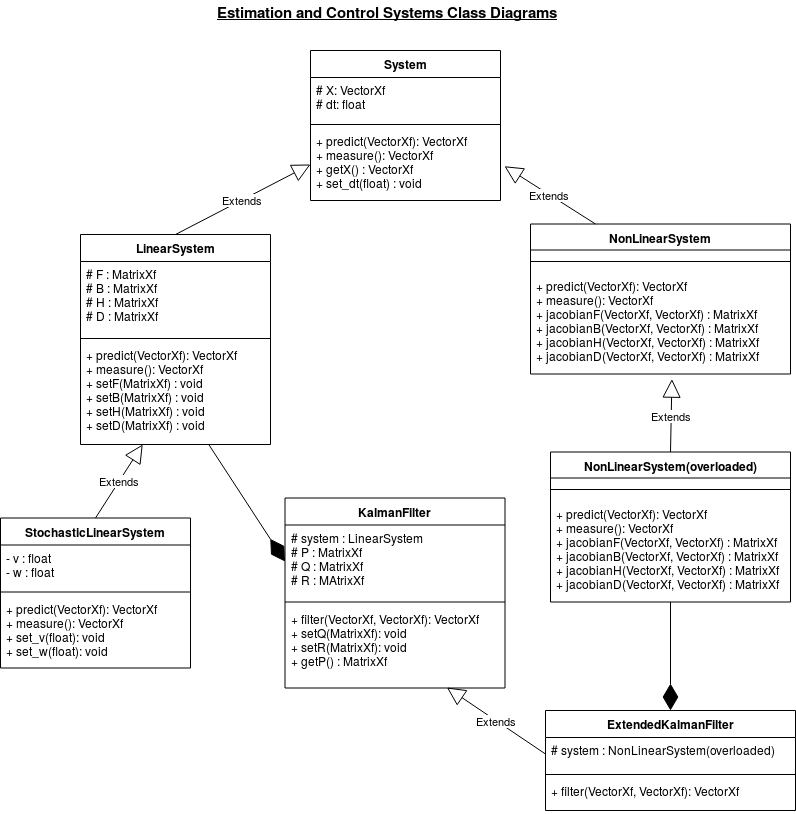 Estimation and Control Systems Class Diagrams
System
# X: VectorXf
# dt: float
+ predict(VectorXf): VectorXf
+ measure(): VectorXf
+ getX() : VectorXf
+ set_dt(float) : void
Extends
Extends
LinearSystem
# F : MatrixXf
# B : MatrixXf
# H : MatrixXf
# D : MatrixXf
+ predict(VectorXf): VectorXf
+ measure(): VectorXf
+ setF(MatrixXf) : void
+ setB(MatrixXf) : void
+ setH(MatrixXf) : void
+ setD(MatrixXf) : void
NonLinearSystem
+ predict(VectorXf): VectorXf
+ measure(): VectorXf
+ jacobianF(VectorXf, VectorXf) : MatrixXf
+ jacobianB(VectorXf, VectorXf) : MatrixXf
+ jacobianH(VectorXf, VectorXf) : MatrixXf
+ jacobianD(VectorXf, VectorXf) : MatrixXf
Extends
Extends
NonLinearSystem(overloaded)
+ predict(VectorXf): VectorXf
+ measure(): VectorXf
+ jacobianF(VectorXf, VectorXf) : MatrixXf
+ jacobianB(VectorXf, VectorXf) : MatrixXf
+ jacobianH(VectorXf, VectorXf) : MatrixXf
+ jacobianD(VectorXf, VectorXf) : MatrixXf
StochasticLinearSystem
- v : float
- w : float
+ predict(VectorXf): VectorXf
+ measure(): VectorXf
+ set_v(float): void
+ set_w(float): void
KalmanFilter
# system : LinearSystem
# P : MatrixXf
# Q : MatrixXf
# R : MAtrixXf
+ filter(VectorXf, VectorXf): VectorXf
+ setQ(MatrixXf): void
+ setR(MatrixXf): void
+ getP() : MatrixXf
Extends
ExtendedKalmanFilter
# system : NonLinearSystem(overloaded)
+ filter(VectorXf, VectorXf): VectorXf